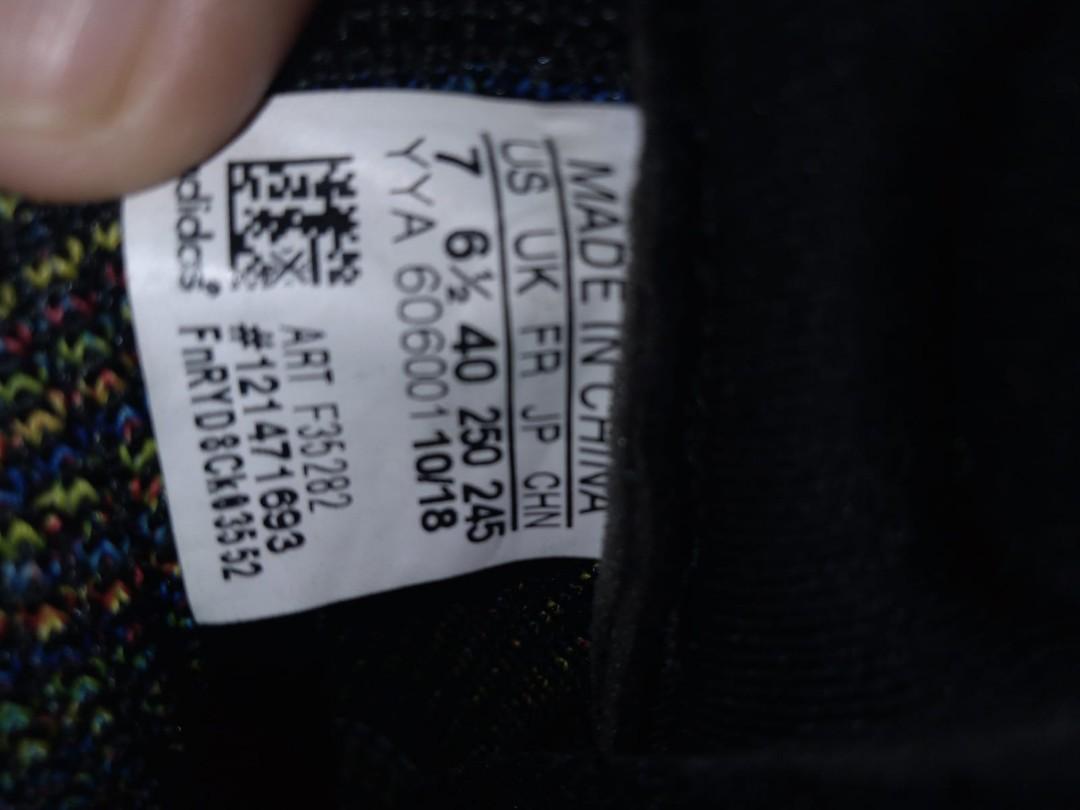 MADE IN CHINA
US UK FR JP CHN
7 6½ 40 250 245
YYA 606001 10/18
ART F35282
#121471693
adidas